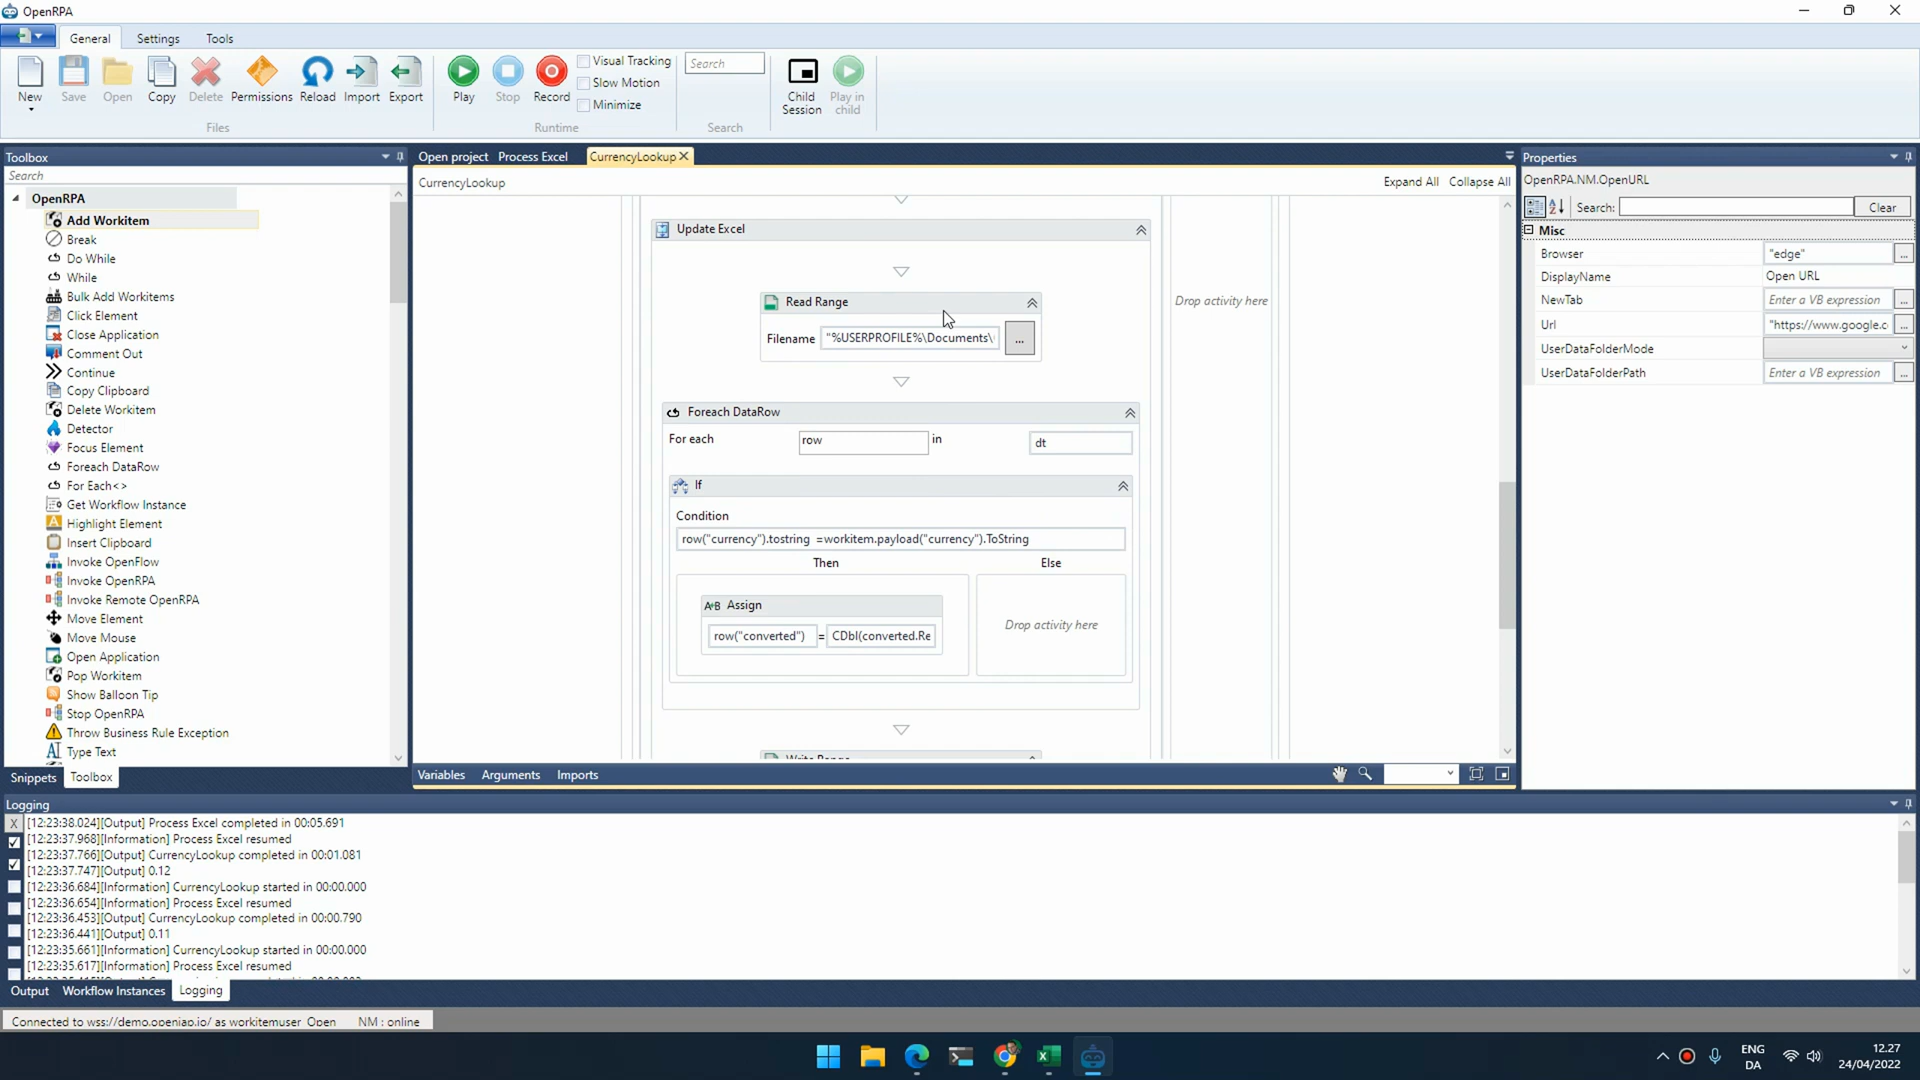 OpenRPA
General Settings Tools
New Save Open Copy Delete Permissions Reload Import Export
Files
Play Stop Record
Visual Tracking
Slow Motion
Minimize
Runtime
Search
Search
Child Session
Play in child
Toolbox
Search
OpenRPA
Add Workitem
Break
Do While
While
Bulk Add Workitems
Click Element
Close Application
Comment Out
Continue
Copy Clipboard
Delete Workitem
Detector
Focus Element
Foreach DataRow
For Each<>
Get Workflow Instance
Highlight Element
Insert Clipboard
Invoke OpenFlow
Invoke OpenRPA
Invoke Remote OpenRPA
Move Element
Move Mouse
Open Application
Pop Workitem
Show Balloon Tip
Stop OpenRPA
Throw Business Rule Exception
Type Text
Snippets Toolbox
Open project Process Excel CurrencyLookup
CurrencyLookup
Expand All Collapse All
Update Excel
Read Range
Filename "%USERPROFILE%\Documents\ ...
Foreach DataRow
For each row in dt
If
Condition
row("currency").tostring =workitem.payload("currency").ToString
Then Else
A+B Assign
row("converted") = CDbl(converted.Re
Drop activity here
Write Range
Drop activity here
Variables Arguments Imports
Properties
OpenRPA.NM.OpenURL
Search: Clear
Misc
Browser "edge" ...
DisplayName Open URL
NewTab Enter a VB expression ...
Url "https://www.google.c ...
UserDataFolderMode
UserDataFolderPath Enter a VB expression ...
Logging
X [12:23:38.024][Output] Process Excel completed in 00:05.691
[12:23:37.968][Information] Process Excel resumed
[12:23:37.766][Output] CurrencyLookup completed in 00:01.081
[12:23:37.747][Output] 0.12
[12:23:36.684][Information] CurrencyLookup started in 00:00.000
[12:23:36.654][Information] Process Excel resumed
[12:23:36.453][Output] CurrencyLookup completed in 00:00.790
[12:23:36.441][Output] 0.11
[12:23:35.661][Information] CurrencyLookup started in 00:00.000
[12:23:35.617][Information] Process Excel resumed
Output Workflow Instances Logging
Connected to wss://demo.openiap.io/ as workitemuser Open NM : online
ENG
DA
12.27
24/04/2022